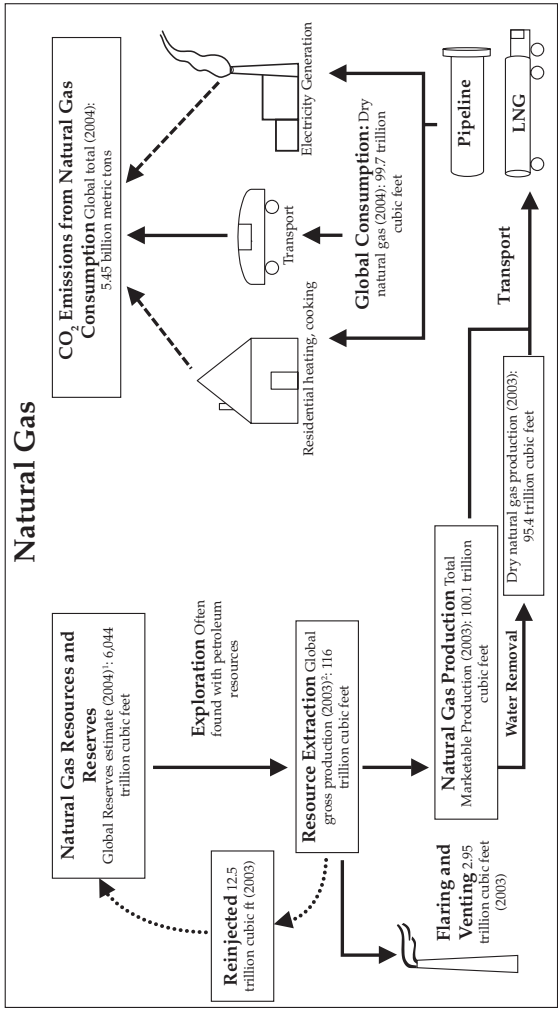 Natural Gas
Natural Gas Resources and
Reserves
Global Reserves estimate (2004)¹: 6,044
trillion cubic feet
Exploration Often
found with petroleum
resources
Reinjected 12.5
trillion cubic ft (2003)
Resource Extraction Global
gross production (2003)²: 116
trillion cubic feet
Flaring and
Venting 2.95
trillion cubic feet
(2003)
Natural Gas Production Total
Marketable Production (2003): 100.1 trillion
cubic feet
Water Removal
Dry natural gas production (2003):
95.4 trillion cubic feet
Transport
Pipeline
LNG
Global Consumption: Dry
natural gas (2004): 99.7 trillion
cubic feet
Residential heating, cooking
Transport
Electricity Generation
CO₂ Emissions from Natural Gas
Consumption Global total (2004):
5.45 billion metric tons